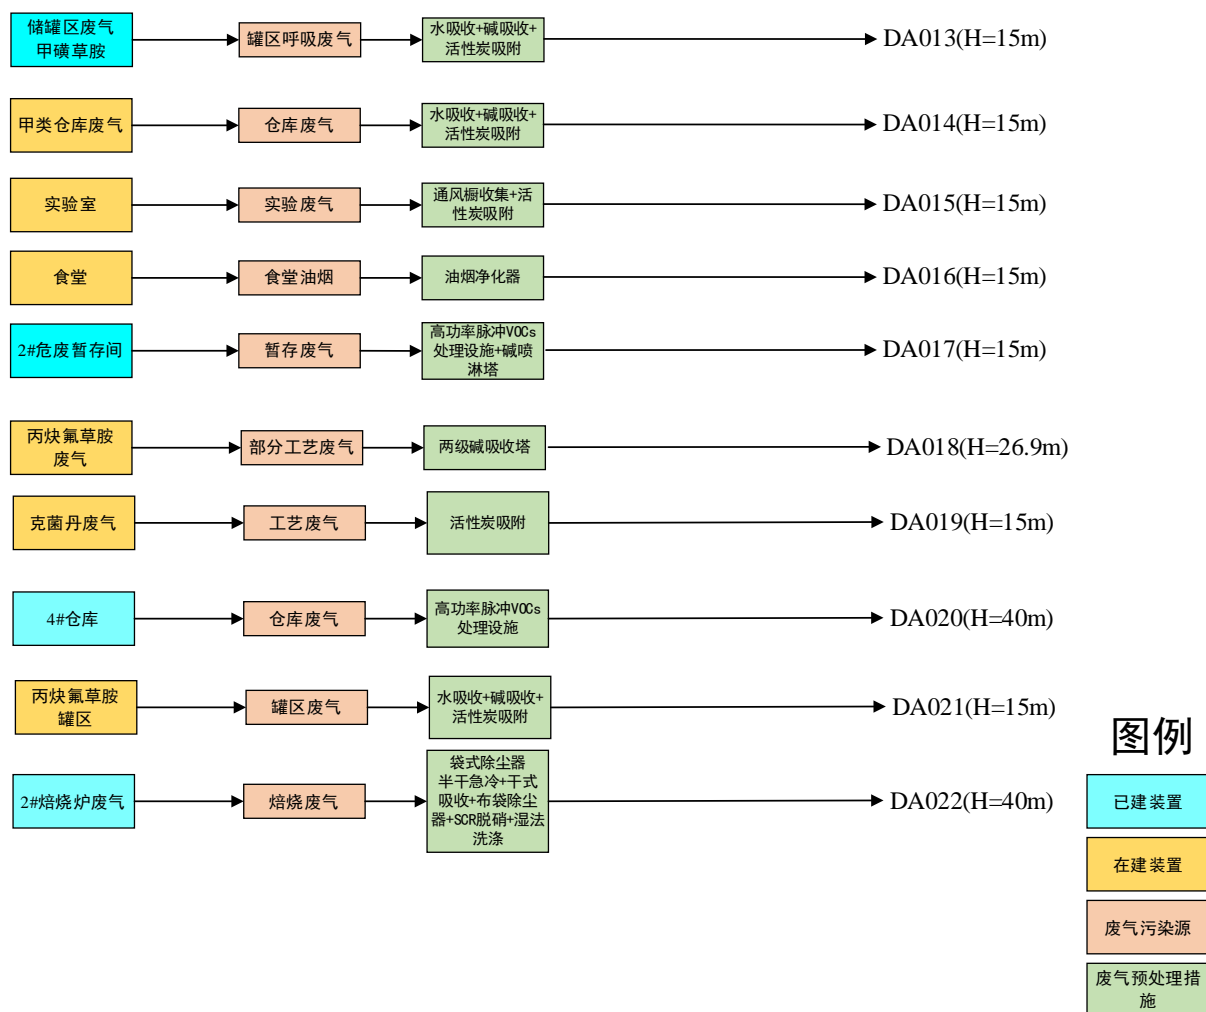 储罐区废气
甲磺草胺
罐区呼吸废气
水吸收+碱吸收+
活性炭吸附
DA013(H=15m)
甲类仓库废气
仓库废气
水吸收+碱吸收+
活性炭吸附
DA014(H=15m)
实验室
实验废气
通风橱收集+活
性炭吸附
DA015(H=15m)
食堂
食堂油烟
油烟净化器
DA016(H=15m)
2#危废暂存间
暂存废气
高功率脉冲VOCs
处理设施+碱喷
淋塔
DA017(H=15m)
丙炔氟草胺
废气
部分工艺废气
两级碱吸收塔
DA018(H=26.9m)
克菌丹废气
工艺废气
活性炭吸附
DA019(H=15m)
4#仓库
仓库废气
高功率脉冲VOCs
处理设施
DA020(H=40m)
丙炔氟草胺
罐区
罐区废气
水吸收+碱吸收+
活性炭吸附
DA021(H=15m)
2#焙烧炉废气
焙烧废气
袋式除尘器
半干急冷+干式
吸收+布袋除尘
器+SCR脱硝+湿法
洗涤
DA022(H=40m)
图例
已建装置
在建装置
废气污染源
废气预处理措
施